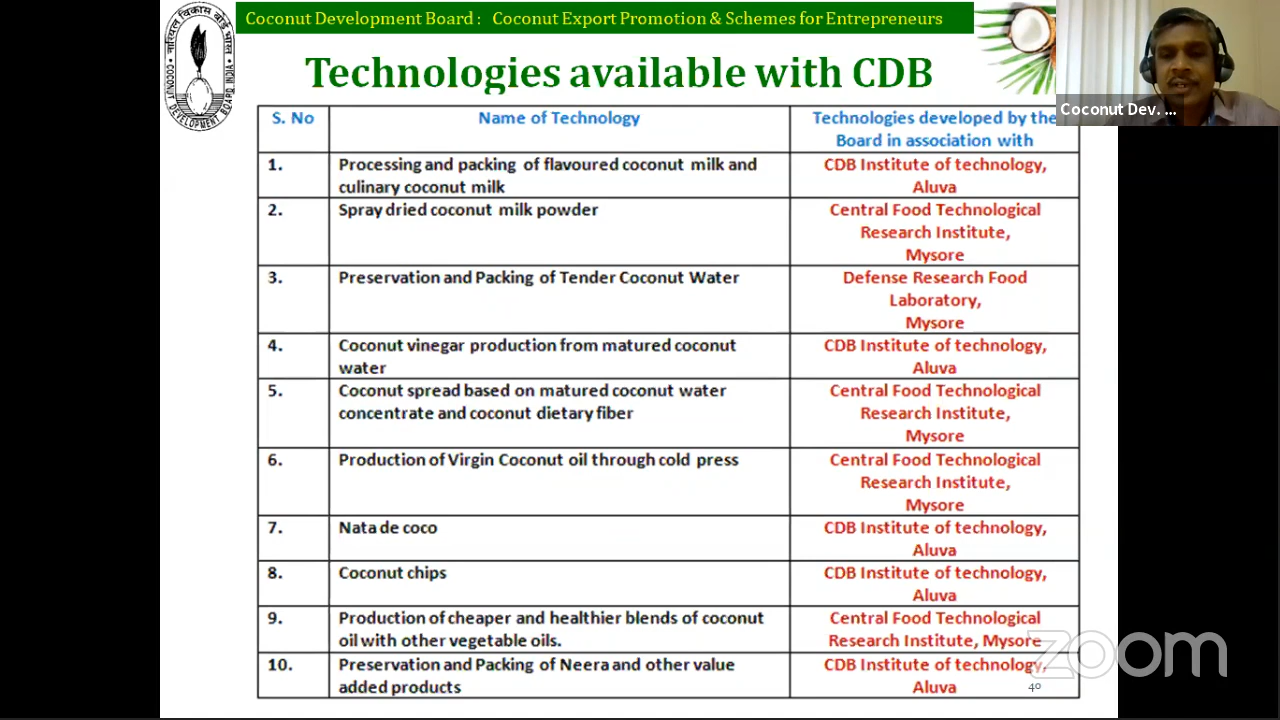 Coconut Development Board : Coconut Export Promotion & Schemes for Entrepreneurs
नारियल विकास बोर्ड भारत
COCONUT DEVELOPMENT BOARD INDIA
Technologies available with CDB
Coconut Dev. ...
S. No Name of Technology Technologies developed by the
Board in association with
1. Processing and packing of flavoured coconut milk and CDB Institute of technology,
culinary coconut milk Aluva
2. Spray dried coconut milk powder Central Food Technological
Research Institute,
Mysore
3. Preservation and Packing of Tender Coconut Water Defense Research Food
Laboratory,
Mysore
4. Coconut vinegar production from matured coconut CDB Institute of technology,
water Aluva
5. Coconut spread based on matured coconut water Central Food Technological
concentrate and coconut dietary fiber Research Institute,
Mysore
6. Production of Virgin Coconut oil through cold press Central Food Technological
Research Institute,
Mysore
7. Nata de coco CDB Institute of technology,
Aluva
8. Coconut chips CDB Institute of technology,
Aluva
9. Production of cheaper and healthier blends of coconut Central Food Technological
oil with other vegetable oils. Research Institute, Mysore
10. Preservation and Packing of Neera and other value CDB Institute of technology,
added products Aluva
zoom
40